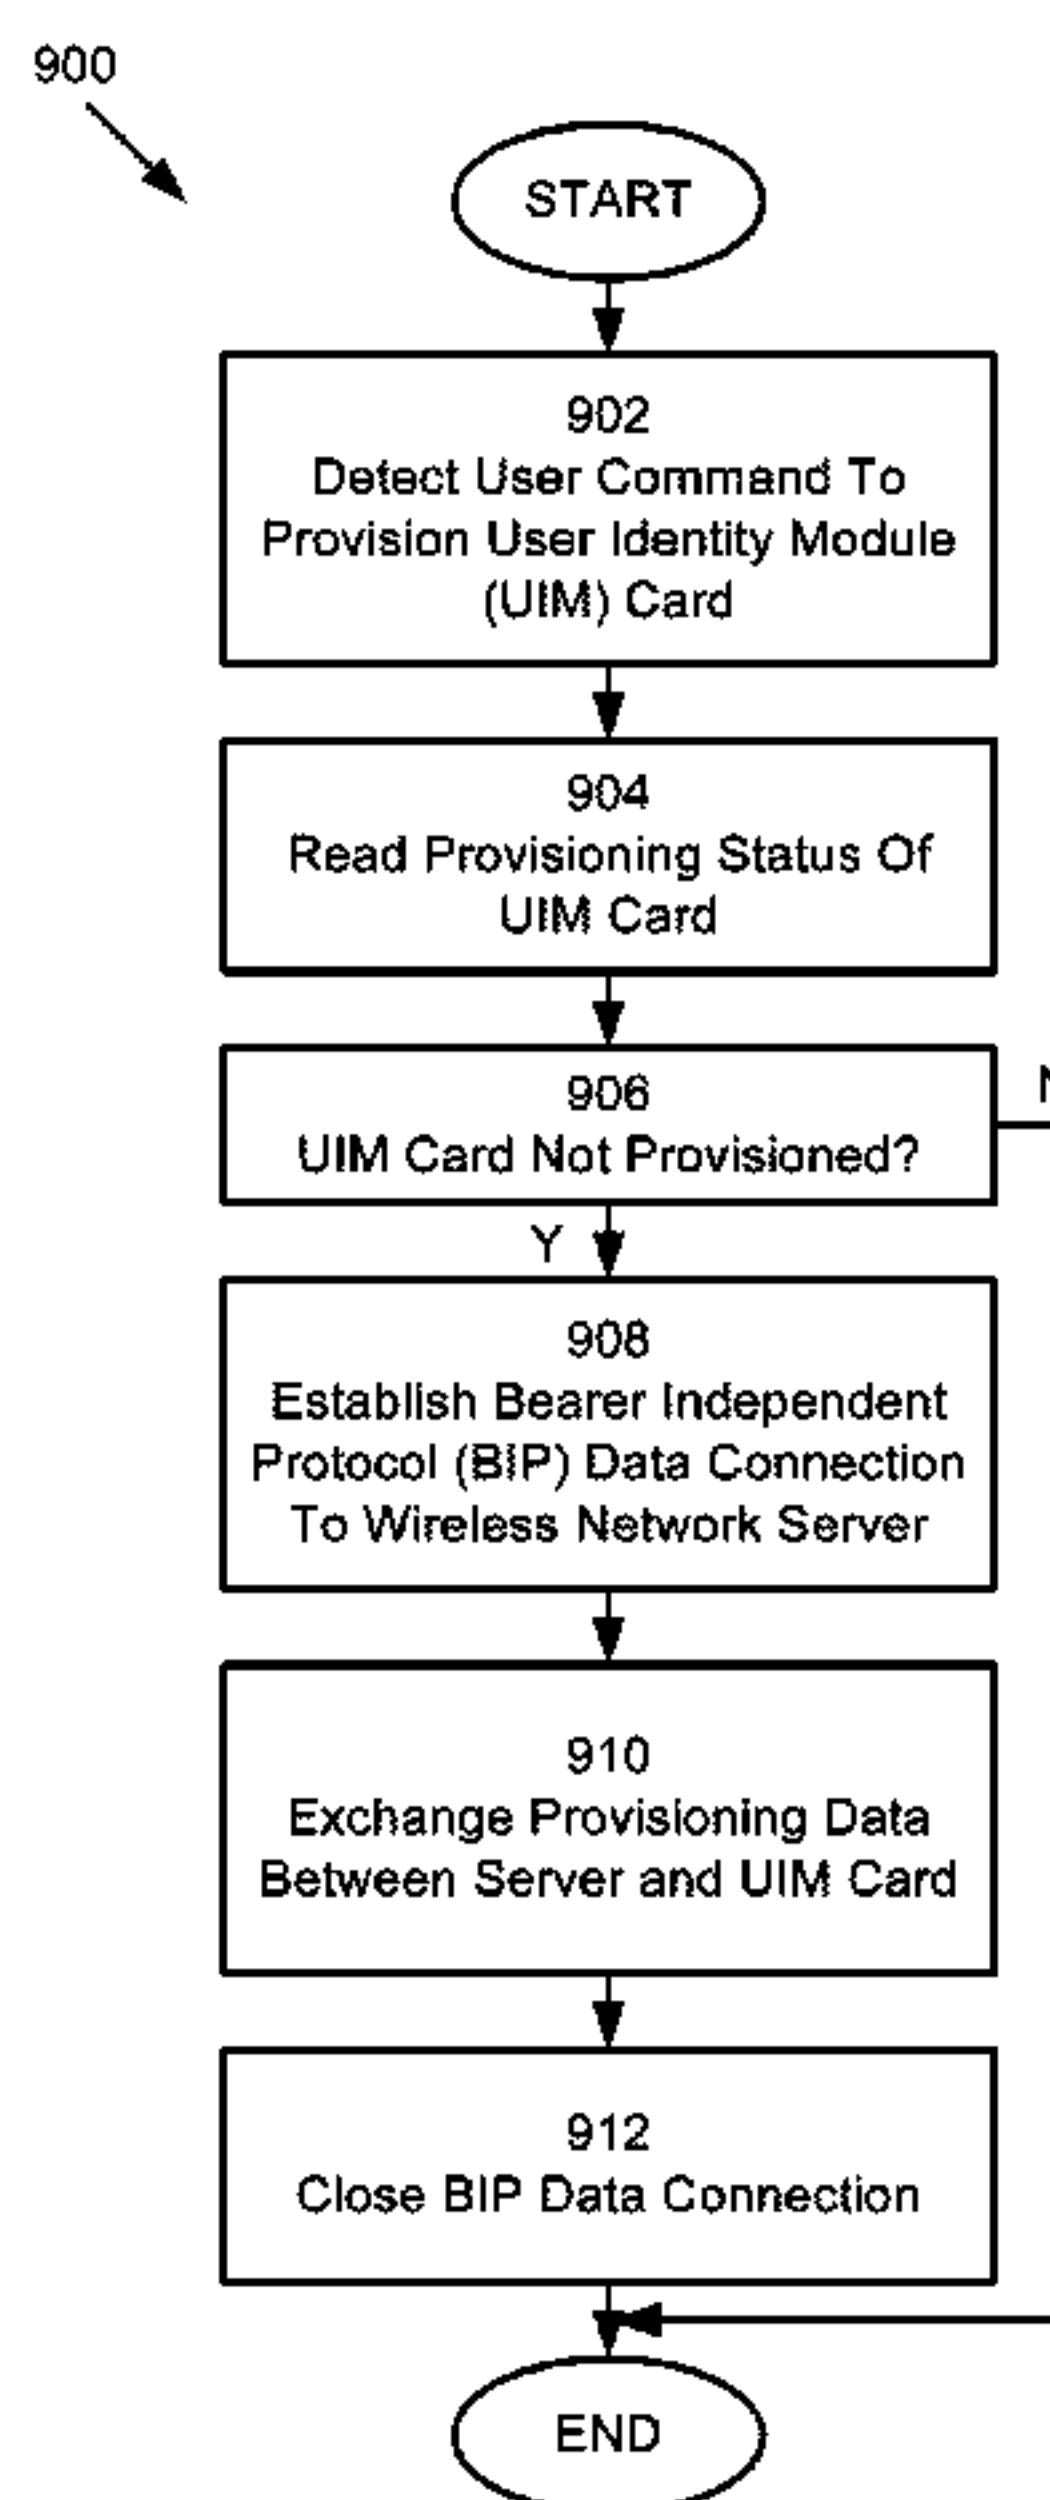 900
START
902
Detect User Command To
Provision User Identity Module
(UIM) Card
904
Read Provisioning Status Of
UIM Card
906
UIM Card Not Provisioned?
N
Y
908
Establish Bearer Independent
Protocol (BIP) Data Connection
To Wireless Network Server
910
Exchange Provisioning Data
Between Server and UIM Card
912
Close BIP Data Connection
END